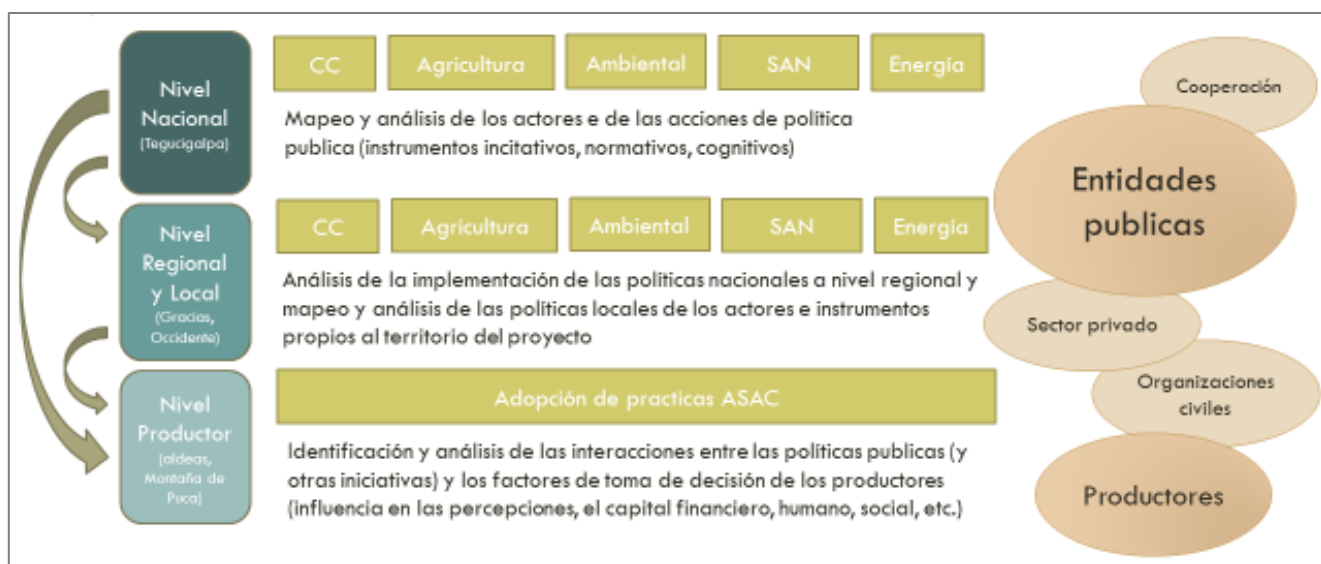 Nivel
Nacional
(Tegucigalpa)
CC
Agricultura
Ambiental
SAN
Energía
Mapeo y análisis de los actores e de las acciones de política
publica (instrumentos incitativos, normativos, cognitivos)
Nivel
Regional
y Local
(Gracias,
Occidente)
CC
Agricultura
Ambiental
SAN
Energía
Análisis de la implementación de las políticas nacionales a nivel regional y
mapeo y análisis de las políticas locales de los actores e instrumentos
propios al territorio del proyecto
Nivel
Productor
(aldeas,
Montaña de
Puca)
Adopción de practicas ASAC
Identificación y análisis de las interacciones entre las políticas publicas (y
otras iniciativas) y los factores de toma de decisión de los productores
(influencia en las percepciones, el capital financiero, humano, social, etc.)
Cooperación
Entidades
publicas
Sector privado
Organizaciones
civiles
Productores